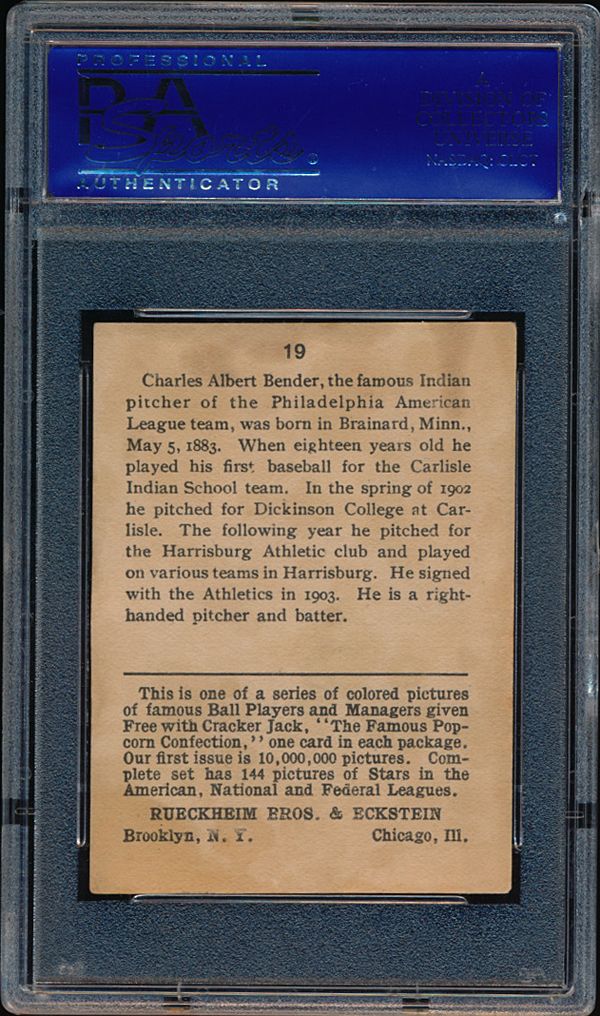 PROFESSIONAL
PSA
Sports ®
AUTHENTICATOR
A
DIVISION OF
COLLECTORS
UNIVERSE
NASDAQ: CLCT
19
Charles Albert Bender, the famous Indian
pitcher of the Philadelphia American
League team, was born in Brainard, Minn.,
May 5, 1883. When eighteen years old he
played his first baseball for the Carlisle
Indian School team. In the spring of 1902
he pitched for Dickinson College at Car-
lisle. The following year he pitched for
the Harrisburg Athletic club and played
on various teams in Harrisburg. He signed
with the Athletics in 1903. He is a right-
handed pitcher and batter.
This is one of a series of colored pictures
of famous Ball Players and Managers given
Free with Cracker Jack, "The Famous Pop-
corn Confection," one card in each package.
Our first issue is 10,000,000 pictures. Com-
plete set has 144 pictures of Stars in the
American, National and Federal Leagues.
RUECKHEIM BROS. & ECKSTEIN
Brooklyn, N. Y. Chicago, Ill.